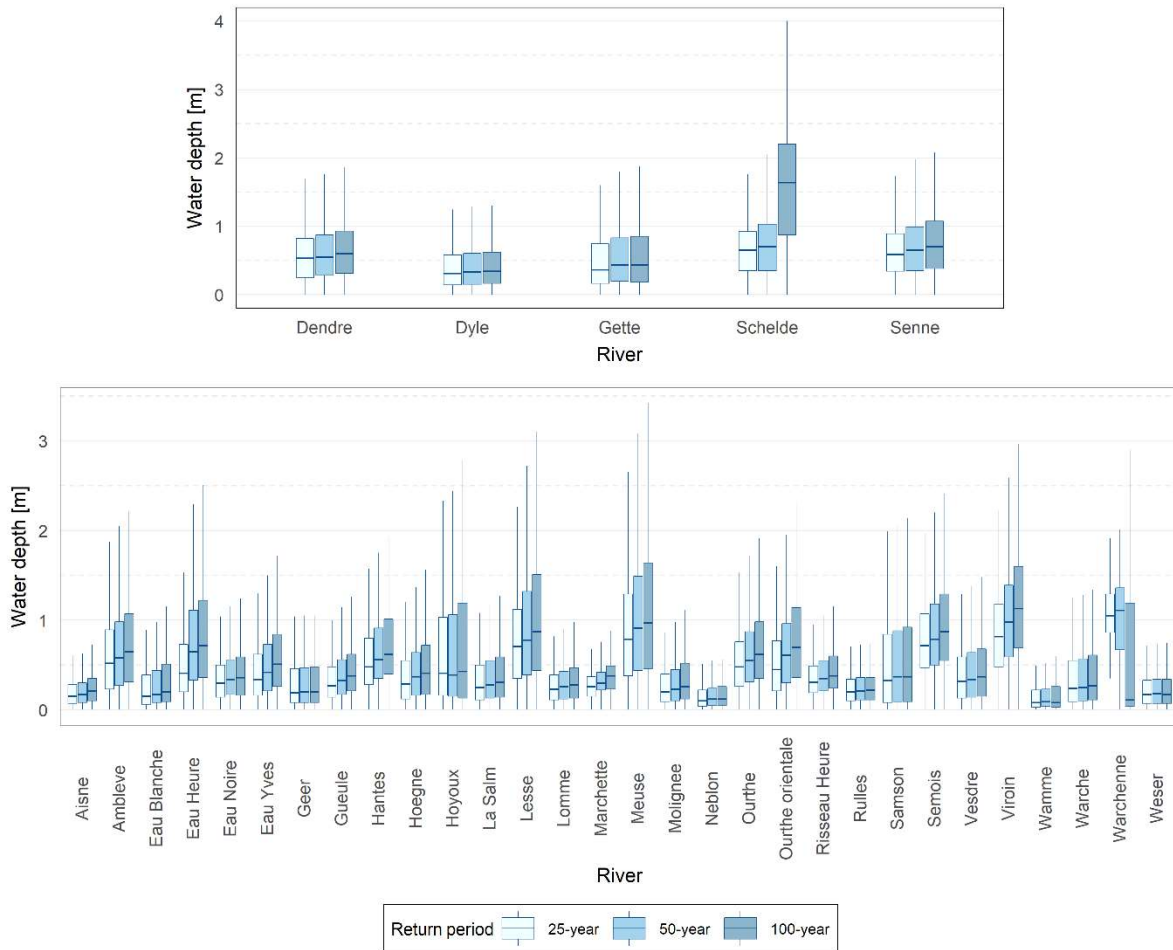 4
3
2
1
0
Water depth [m]
Dendre Dyle Gette Schelde Senne
River
3
2
1
0
Water depth [m]
Aisne
Ambleve
Eau Blanche
Eau Heure
Eau Noire
Eau Yves
Geer
Gueule
Hantes
Hoegne
Hoyoux
La Salm
Lesse
Lomme
Marchette
Meuse
Molignee
Neblon
Ourthe
Ourthe orientale
Risseau Heure
Rulles
Samson
Semois
Vesdre
Viroin
Wamme
Warche
Warchenne
Weser
River
Return period 25-year 50-year 100-year